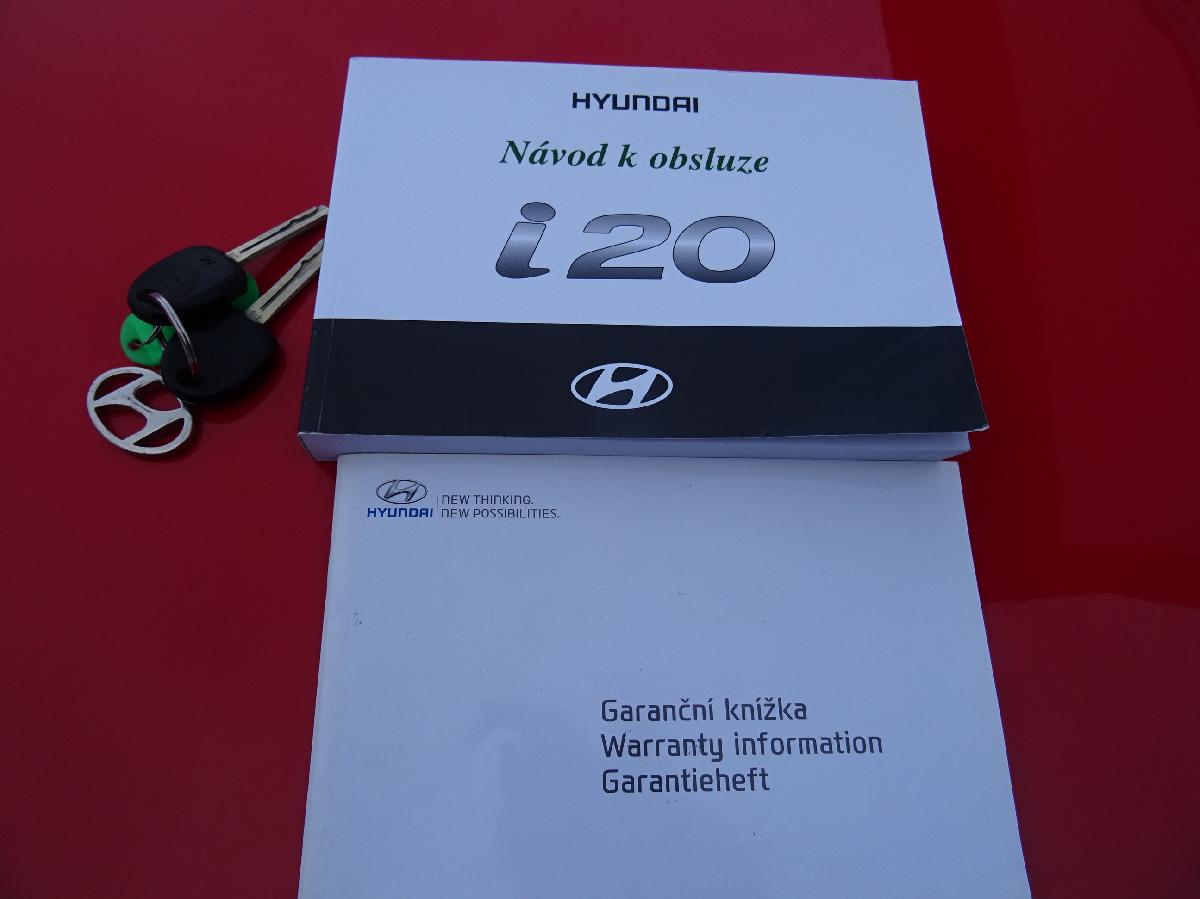 HYUNDAI
Návod k obsluze
i20
HYUNDAI
NEW THINKING.
NEW POSSIBILITIES.
Garanční knížka
Warranty information
Garantieheft